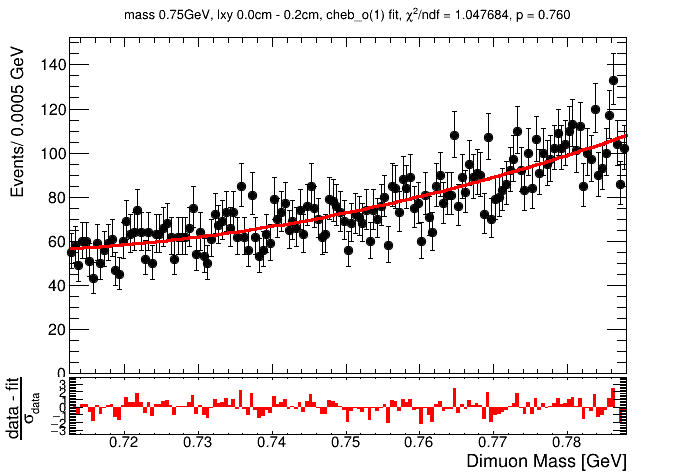 mass 0.75GeV, lxy 0.0cm - 0.2cm, cheb_o(1) fit, χ²/ndf = 1.047684, p = 0.760
Events/ 0.0005 GeV
140
120
100
80
60
40
20
0
data - fit
σdata
3
2
1
0
−1
−2
−3
0.72 0.73 0.74 0.75 0.76 0.77 0.78
Dimuon Mass [GeV]